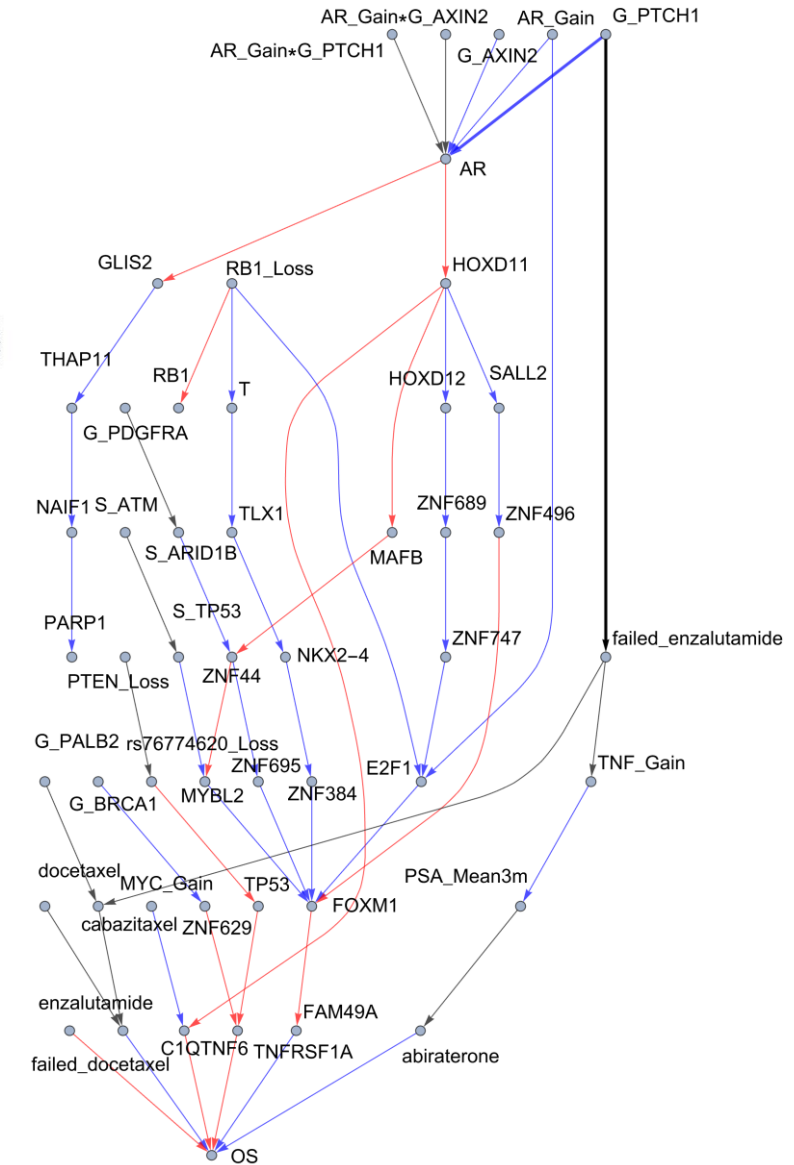 AR_Gain*G_AXIN2
AR_Gain
G_PTCH1
AR_Gain*G_PTCH1
G_AXIN2
AR
GLIS2
RB1_Loss
HOXD11
THAP11
RB1
T
HOXD12
SALL2
G_PDGFRA
NAIF1
S_ATM
TLX1
ZNF689
ZNF496
S_ARID1B
MAFB
PARP1
S_TP53
ZNF747
failed_enzalutamide
PTEN_Loss
ZNF44
NKX2−4
G_PALB2
rs76774620_Loss
ZNF695
E2F1
TNF_Gain
G_BRCA1
MYBL2
ZNF384
docetaxel
MYC_Gain
TP53
PSA_Mean3m
cabazitaxel
ZNF629
FOXM1
enzalutamide
FAM49A
failed_docetaxel
C1QTNF6
TNFRSF1A
abiraterone
OS